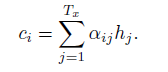 c_i = \sum_{j=1}^{T_x} \alpha_{ij} h_j.